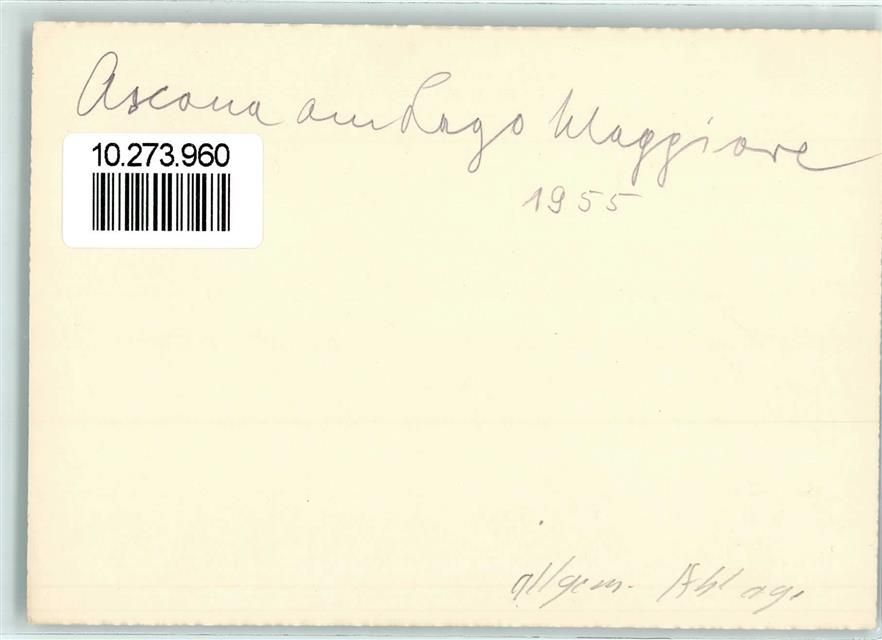 Ascona am Lago Maggiore
10.273.960
1955
allgem. Ablage